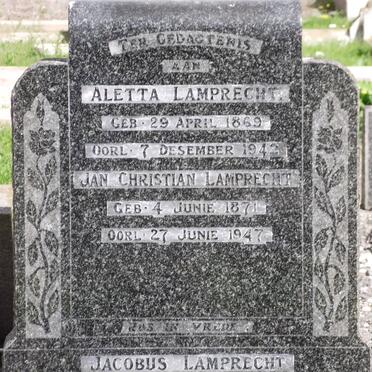 TER GEDAGTENIS
AAN
ALETTA LAMPRECHT.
GEB. 29 APRIL 1869
OORL. 7 DESEMBER 1942
JAN CHRISTIAN LAMPRECHT
GEB. 4 JUNIE 1871
OORL. 27 JUNIE 1947
RUS IN VREDE
JACOBUS LAMPRECHT